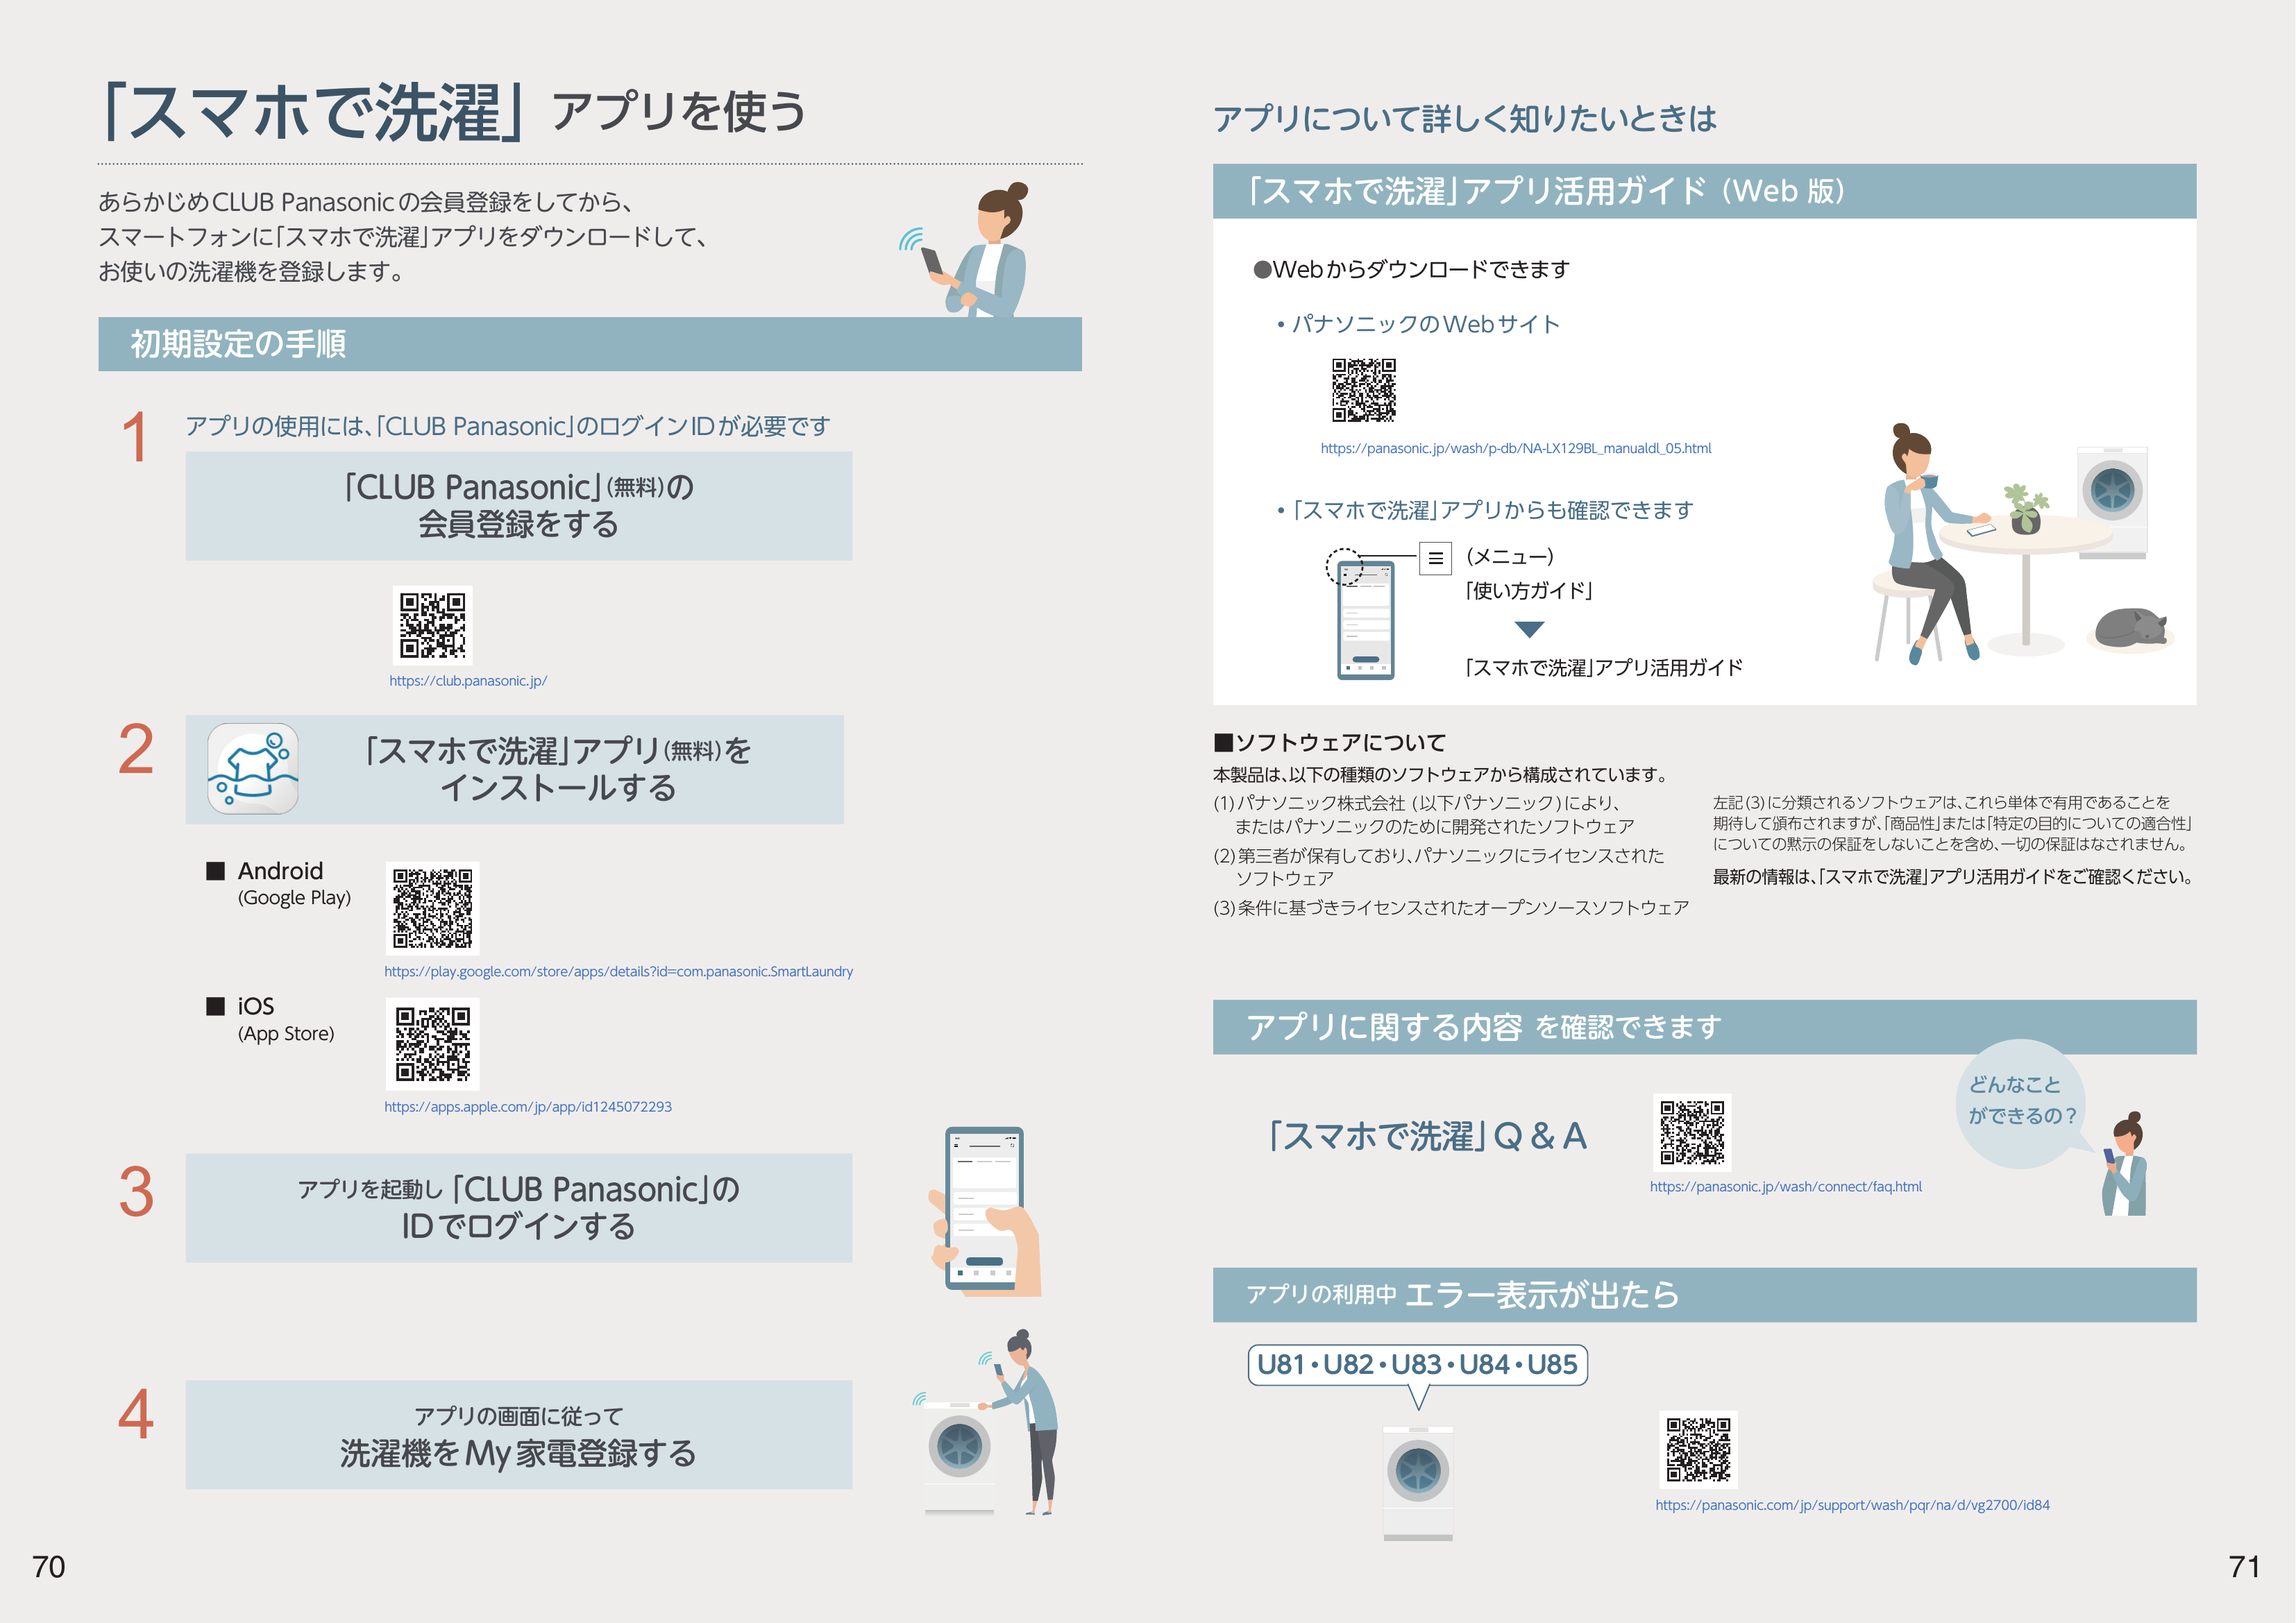 「スマホで洗濯」 アプリを使う
あらかじめCLUB Panasonicの会員登録をしてから、
スマートフォンに「スマホで洗濯」アプリをダウンロードして、
お使いの洗濯機を登録します。
初期設定の手順
1
アプリの使用には、「CLUB Panasonic」のログインIDが必要です
「CLUB Panasonic」(無料)の
会員登録をする
https://club.panasonic.jp/
2
「スマホで洗濯」アプリ(無料)を
インストールする
■ Android
(Google Play)
https://play.google.com/store/apps/details?id=com.panasonic.SmartLaundry
■ iOS
(App Store)
https://apps.apple.com/jp/app/id1245072293
3
アプリを起動し「CLUB Panasonic」の
IDでログインする
4
アプリの画面に従って
洗濯機をMy家電登録する
70
アプリについて詳しく知りたいときは
「スマホで洗濯」アプリ活用ガイド（Web 版）
●Webからダウンロードできます
・パナソニックのWebサイト
https://panasonic.jp/wash/p-db/NA-LX129BL_manualdl_05.html
・「スマホで洗濯」アプリからも確認できます
(メニュー)
「使い方ガイド」
▼
「スマホで洗濯」アプリ活用ガイド
■ソフトウェアについて
本製品は、以下の種類のソフトウェアから構成されています。
(1)パナソニック株式会社 (以下パナソニック)により、
またはパナソニックのために開発されたソフトウェア
(2)第三者が保有しており、パナソニックにライセンスされた
ソフトウェア
(3)条件に基づきライセンスされたオープンソースソフトウェア
左記(3)に分類されるソフトウェアは、これら単体で有用であることを
期待して頒布されますが、「商品性」または「特定の目的についての適合性」
についての黙示の保証をしないことを含め、一切の保証はなされません。
最新の情報は、「スマホで洗濯」アプリ活用ガイドをご確認ください。
アプリに関する内容 を確認できます
どんなこと
ができるの？
「スマホで洗濯」Q & A
https://panasonic.jp/wash/connect/faq.html
アプリの利用中 エラー表示が出たら
U81・U82・U83・U84・U85
https://panasonic.com/jp/support/wash/pqr/na/d/vg2700/id84
71